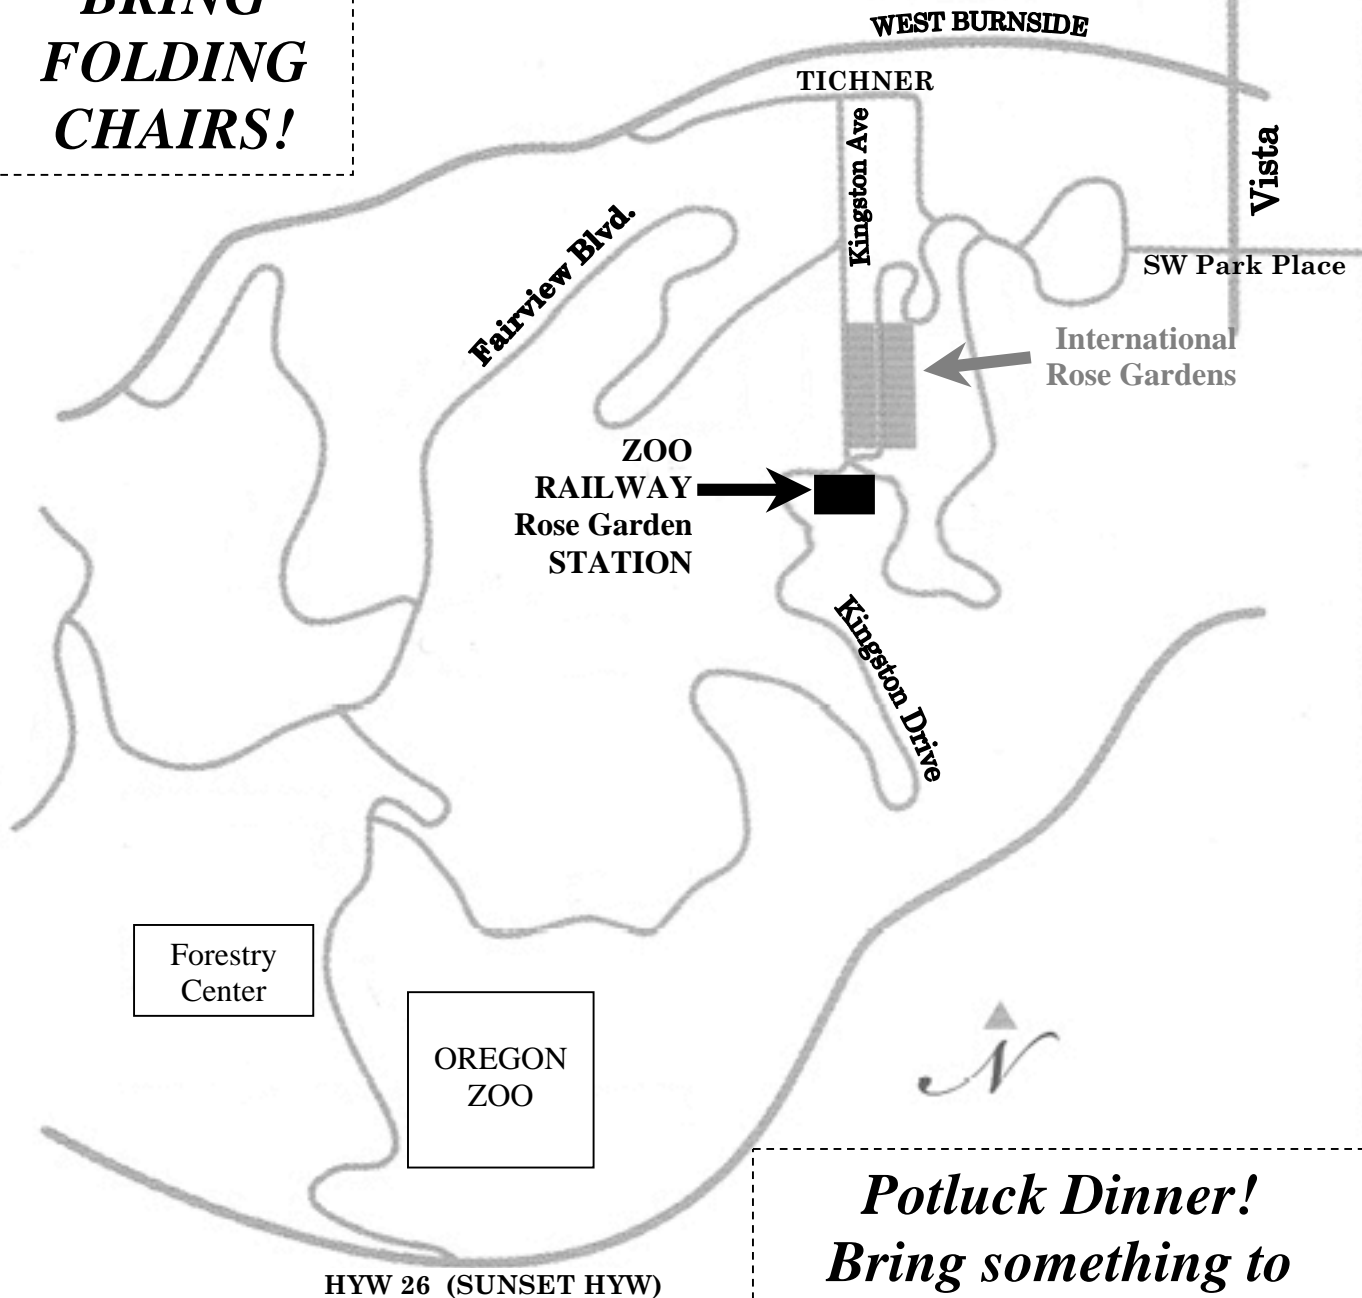 BRING
FOLDING
CHAIRS!
WEST BURNSIDE
TICHNER
Kingston Ave
Vista
Fairview Blvd.
SW Park Place
International
Rose Gardens
ZOO
RAILWAY
Rose Garden
STATION
Kingston Drive
Forestry
Center
OREGON
ZOO
N
Potluck Dinner!
Bring something to
HYW 26 (SUNSET HYW)